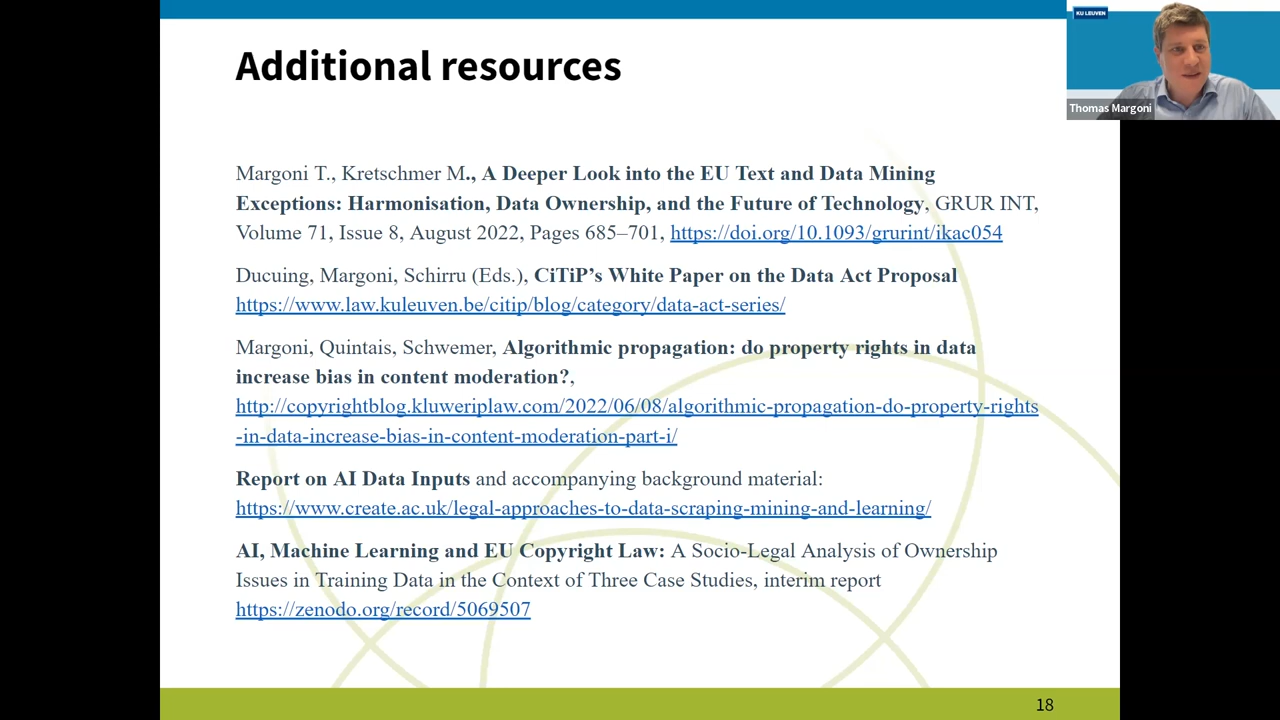 KU LEUVEN
Thomas Margoni
Additional resources
Margoni T., Kretschmer M., A Deeper Look into the EU Text and Data Mining
Exceptions: Harmonisation, Data Ownership, and the Future of Technology, GRUR INT,
Volume 71, Issue 8, August 2022, Pages 685–701, https://doi.org/10.1093/grurint/ikac054
Ducuing, Margoni, Schirru (Eds.), CiTiP’s White Paper on the Data Act Proposal
https://www.law.kuleuven.be/citip/blog/category/data-act-series/
Margoni, Quintais, Schwemer, Algorithmic propagation: do property rights in data
increase bias in content moderation?,
http://copyrightblog.kluweriplaw.com/2022/06/08/algorithmic-propagation-do-property-rights
-in-data-increase-bias-in-content-moderation-part-i/
Report on AI Data Inputs and accompanying background material:
https://www.create.ac.uk/legal-approaches-to-data-scraping-mining-and-learning/
AI, Machine Learning and EU Copyright Law: A Socio-Legal Analysis of Ownership
Issues in Training Data in the Context of Three Case Studies, interim report
https://zenodo.org/record/5069507
18